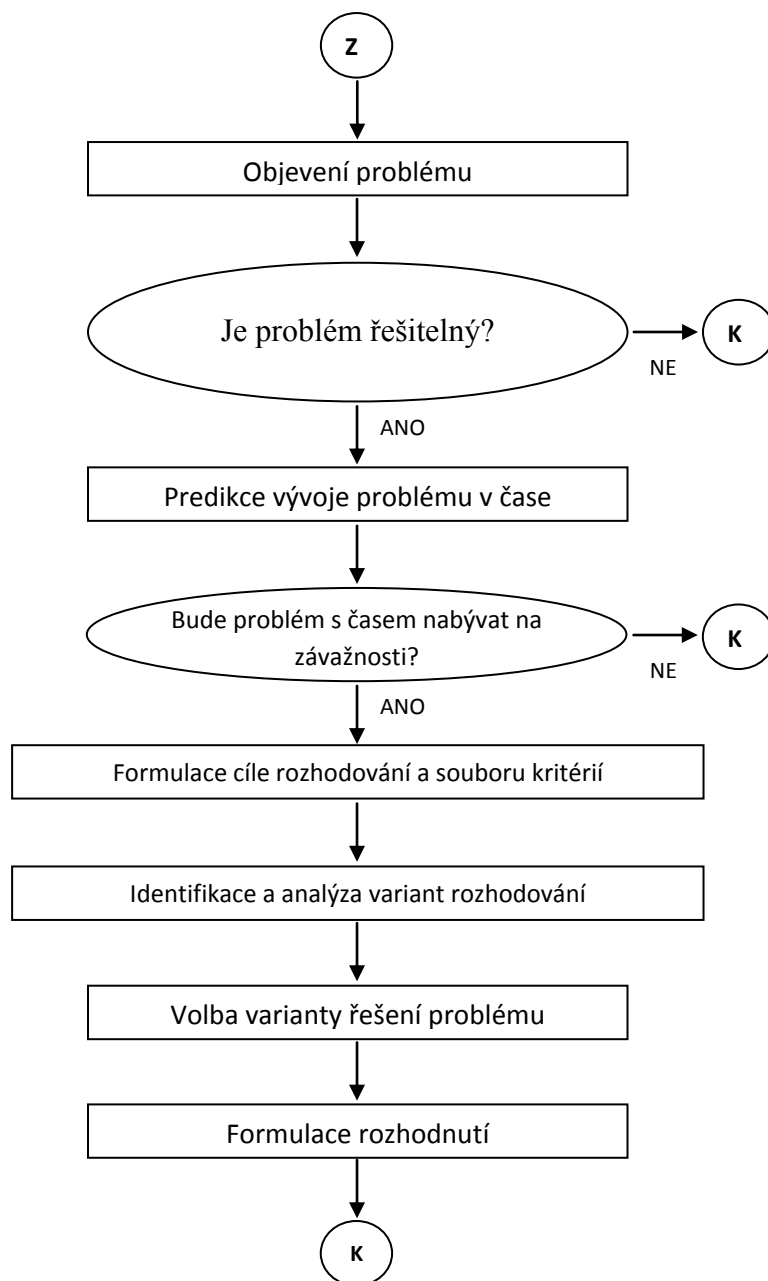 Z
Objevení problému
Je problém řešitelný?
K
NE
ANO
Predikce vývoje problému v čase
Bude problém s časem nabývat na
závažnosti?
K
NE
ANO
Formulace cíle rozhodování a souboru kritérií
Identifikace a analýza variant rozhodování
Volba varianty řešení problému
Formulace rozhodnutí
K